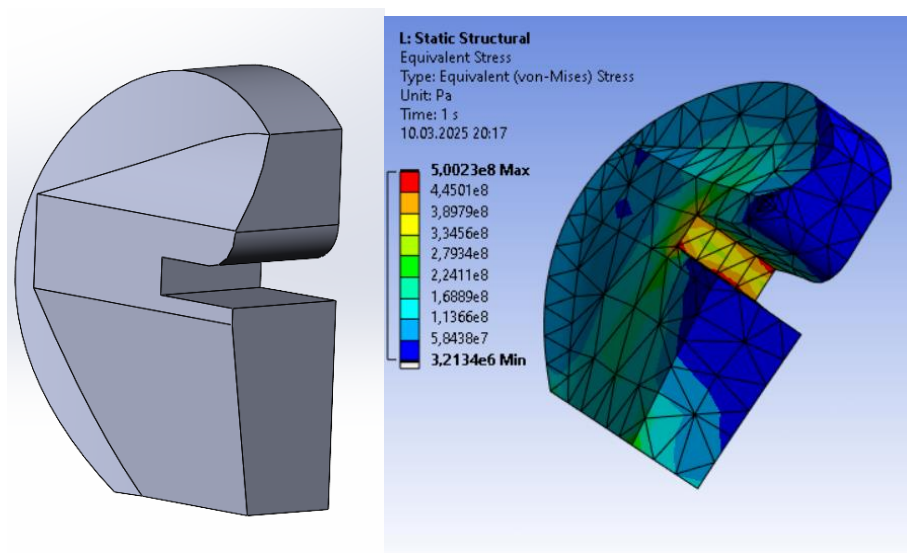 L: Static Structural
Equivalent Stress
Type: Equivalent (von-Mises) Stress
Unit: Pa
Time: 1 s
10.03.2025 20:17
5,0023e8 Max
4,4501e8
3,8979e8
3,3456e8
2,7934e8
2,2411e8
1,6889e8
1,1366e8
5,8438e7
3,2134e6 Min